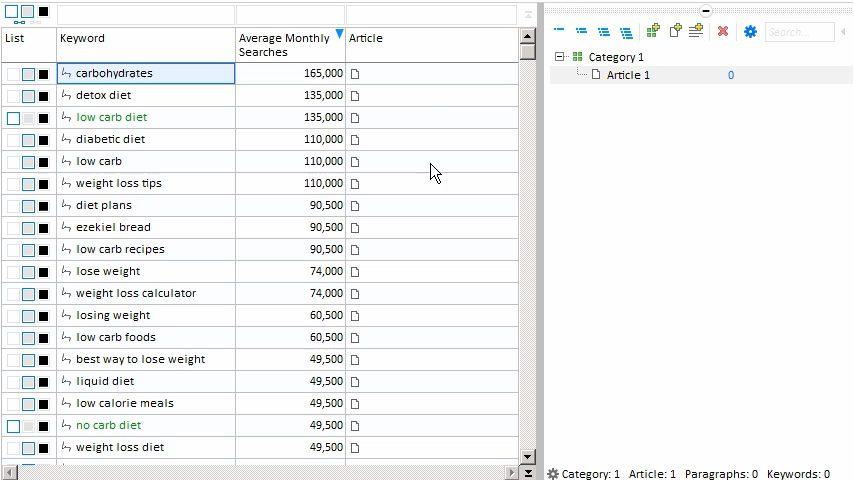 List Keyword Average Monthly Searches Article
carbohydrates 165,000
detox diet 135,000
low carb diet 135,000
diabetic diet 110,000
low carb 110,000
weight loss tips 110,000
diet plans 90,500
ezekiel bread 90,500
low carb recipes 90,500
lose weight 74,000
weight loss calculator 74,000
losing weight 60,500
low carb foods 60,500
best way to lose weight 49,500
liquid diet 49,500
low calorie meals 49,500
no carb diet 49,500
weight loss diet 49,500
Search...
Category 1
Article 1 0
Category: 1 Article: 1 Paragraphs: 0 Keywords: 0